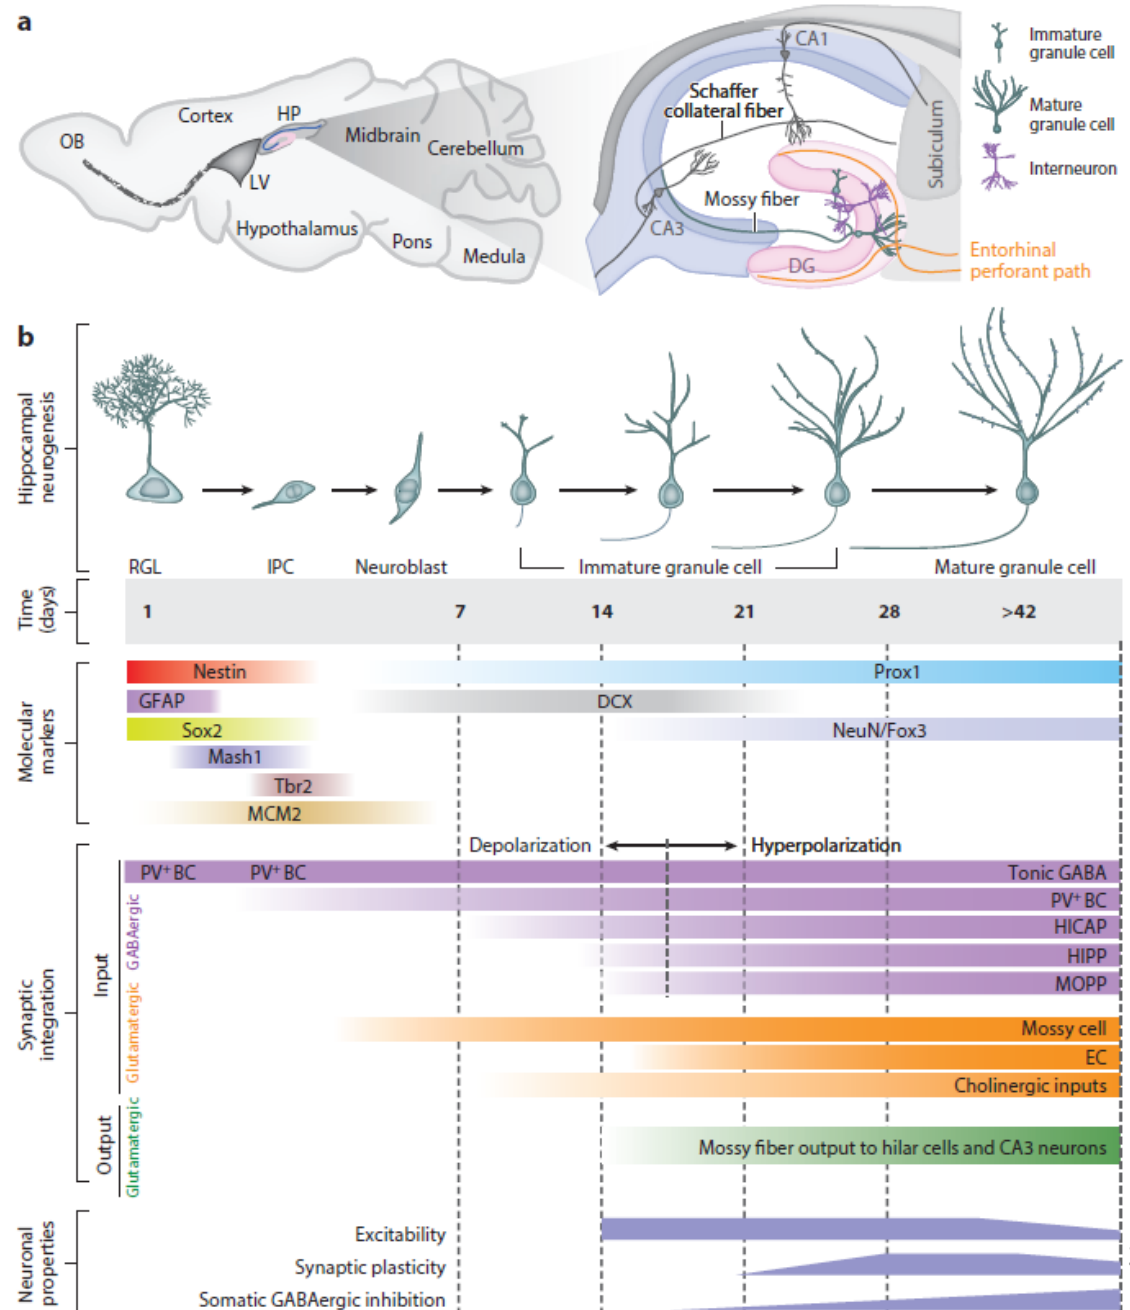 a
OB
Cortex
HP
LV
Midbrain
Cerebellum
Hypothalamus
Pons
Medula
CA1
Schaffer
collateral fiber
Mossy fiber
CA3
DG
Subiculum
Immature
granule cell
Mature
granule cell
Interneuron
Entorhinal
perforant path
b
Hippocampal
neurogenesis
RGL
IPC
Neuroblast
Immature granule cell
Mature granule cell
Time
(days)
1
7
14
21
28
>42
Molecular
markers
Nestin
Prox1
GFAP
DCX
Sox2
NeuN/Fox3
Mash1
Tbr2
MCM2
Synaptic
integration
Input
GABAergic
Glutamatergic
Depolarization
Hyperpolarization
PV+ BC
PV+ BC
Tonic GABA
PV+ BC
HICAP
HIPP
MOPP
Mossy cell
EC
Cholinergic inputs
Output
Glutamatergic
Mossy fiber output to hilar cells and CA3 neurons
Neuronal
properties
Excitability
Synaptic plasticity
Somatic GABAergic inhibition